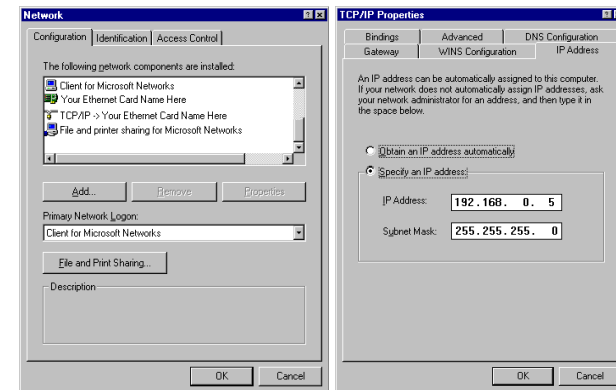 Network
Configuration Identification Access Control
The following network components are installed:
Client for Microsoft Networks
Your Ethernet Card Name Here
TCP/IP -> Your Ethernet Card Name Here
File and printer sharing for Microsoft Networks
Add... Remove Properties
Primary Network Logon:
Client for Microsoft Networks
File and Print Sharing...
Description
OK Cancel
TCP/IP Properties
Bindings Advanced DNS Configuration
Gateway WINS Configuration IP Address
An IP address can be automatically assigned to this computer.
If your network does not automatically assign IP addresses, ask
your network administrator for an address, and then type it in
the space below.
Obtain an IP address automatically
Specify an IP address:
IP Address: 192.168. 0. 5
Subnet Mask: 255.255.255. 0
OK Cancel